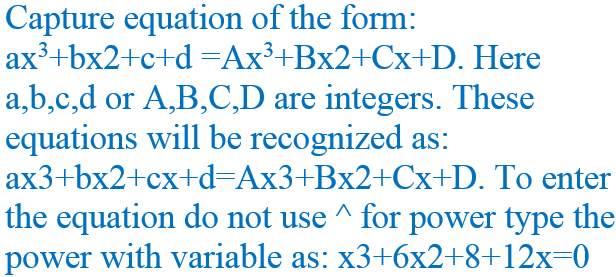 Capture equation of the form:
ax³+bx2+c+d =Ax³+Bx2+Cx+D. Here
a,b,c,d or A,B,C,D are integers. These
equations will be recognized as:
ax3+bx2+cx+d=Ax3+Bx2+Cx+D. To enter
the equation do not use ^ for power type the
power with variable as: x3+6x2+8+12x=0